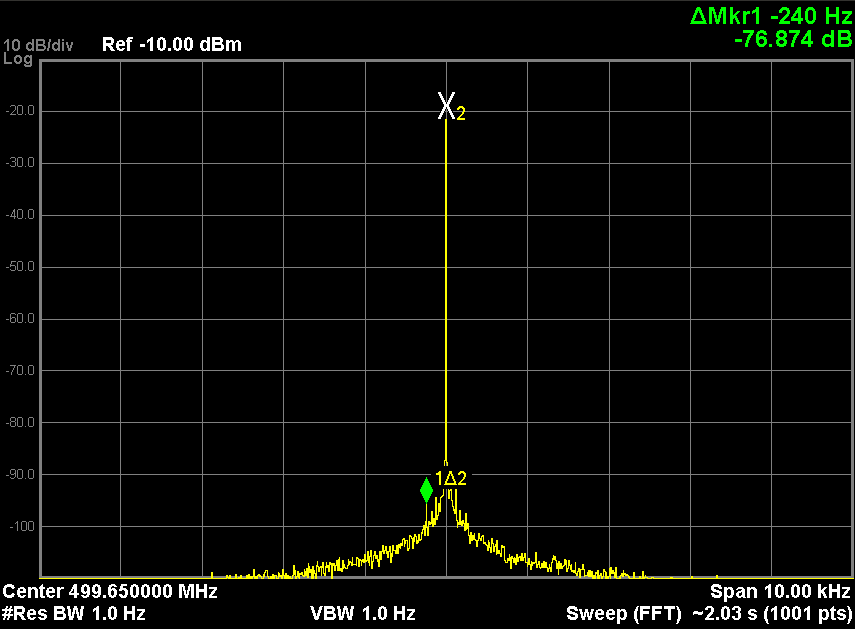 ΔMkr1 -240 Hz
-76.874 dB
10 dB/div Ref -10.00 dBm
Log
-20.0
-30.0
-40.0
-50.0
-60.0
-70.0
-80.0
-90.0
-100
X2
1Δ2
Center 499.650000 MHz Span 10.00 kHz
#Res BW 1.0 Hz VBW 1.0 Hz Sweep (FFT) ~2.03 s (1001 pts)